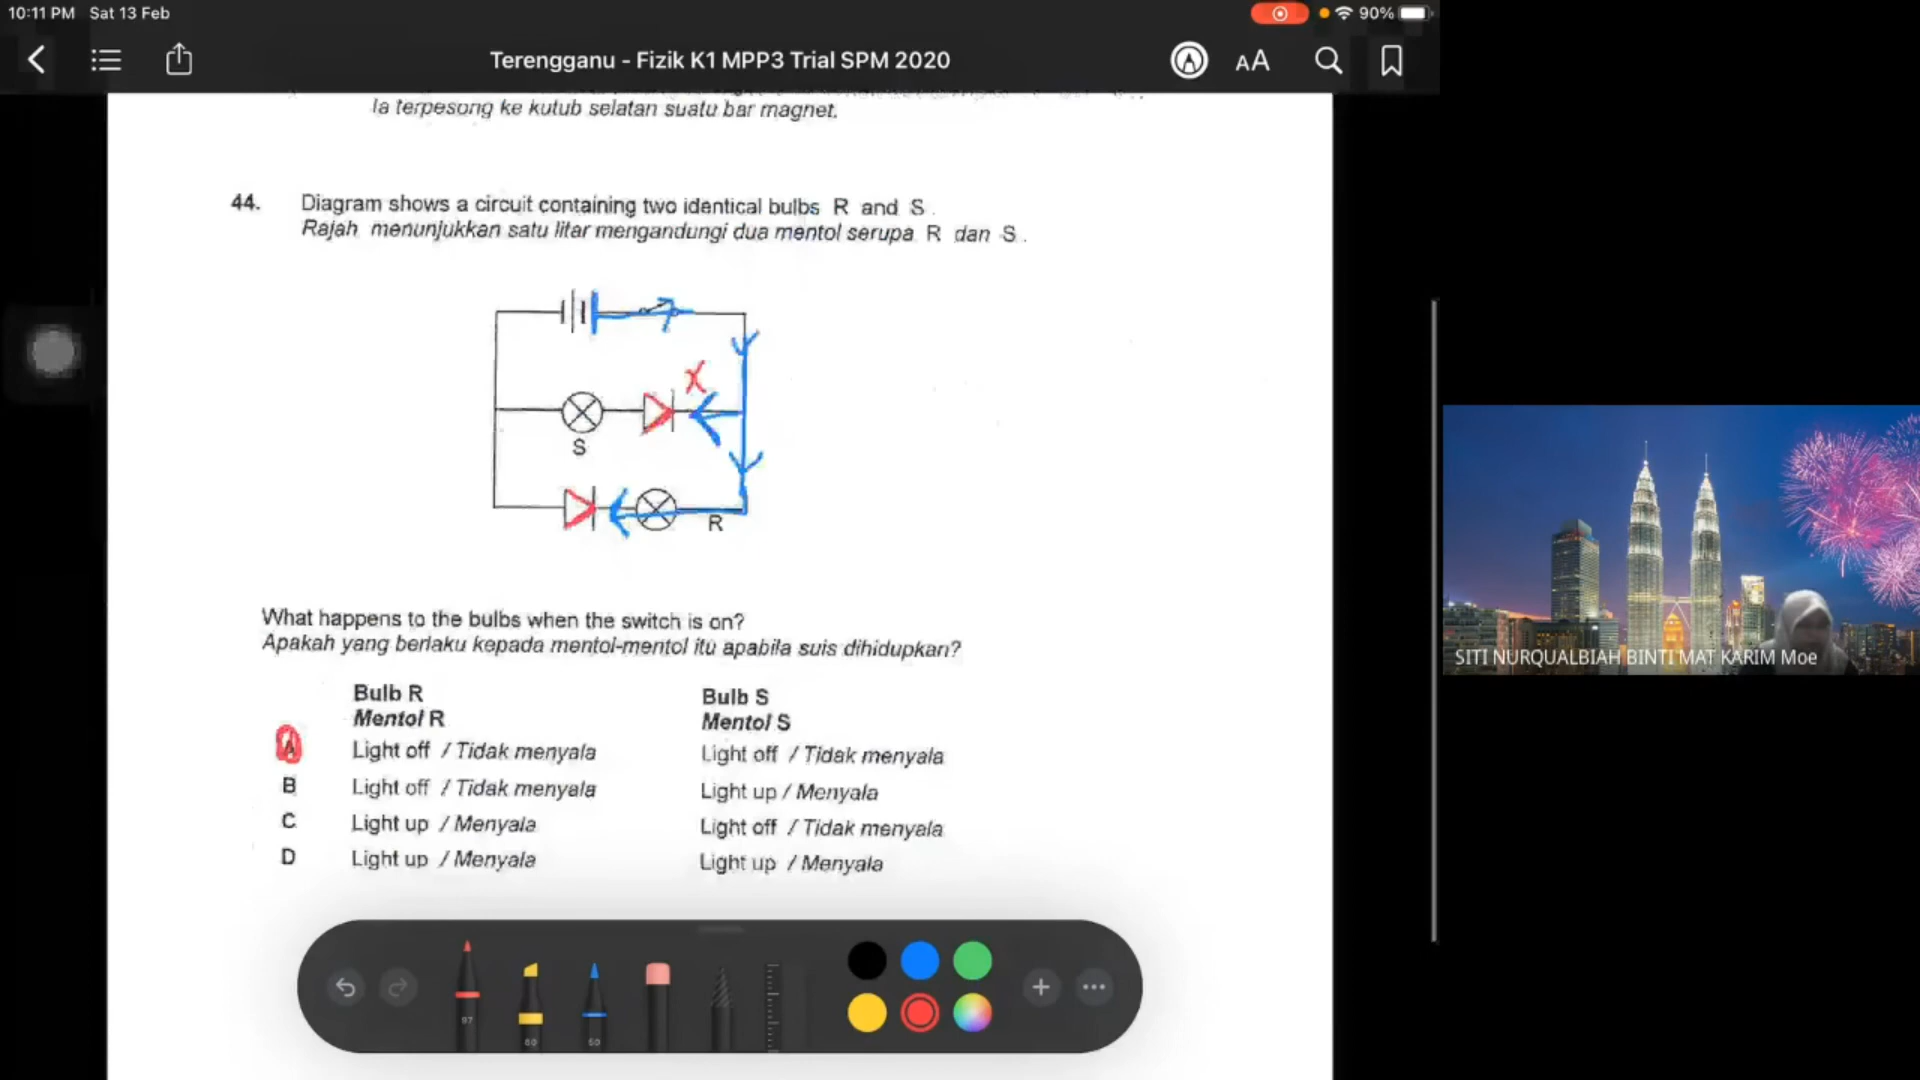 10:11 PM Sat 13 Feb
90%
Terengganu - Fizik K1 MPP3 Trial SPM 2020
AA
Ia terpesong ke kutub selatan suatu bar magnet.
44. Diagram shows a circuit containing two identical bulbs R and S.
Rajah menunjukkan satu litar mengandungi dua mentol serupa R dan S.
X
S
R
What happens to the bulbs when the switch is on?
Apakah yang berlaku kepada mentol-mentol itu apabila suis dihidupkan?
Bulb R Bulb S
Mentol R Mentol S
A Light off / Tidak menyala Light off / Tidak menyala
B Light off / Tidak menyala Light up / Menyala
C Light up / Menyala Light off / Tidak menyala
D Light up / Menyala Light up / Menyala
97
80
50
SITI NURQUALBIAH BINTI MAT KARIM Moe